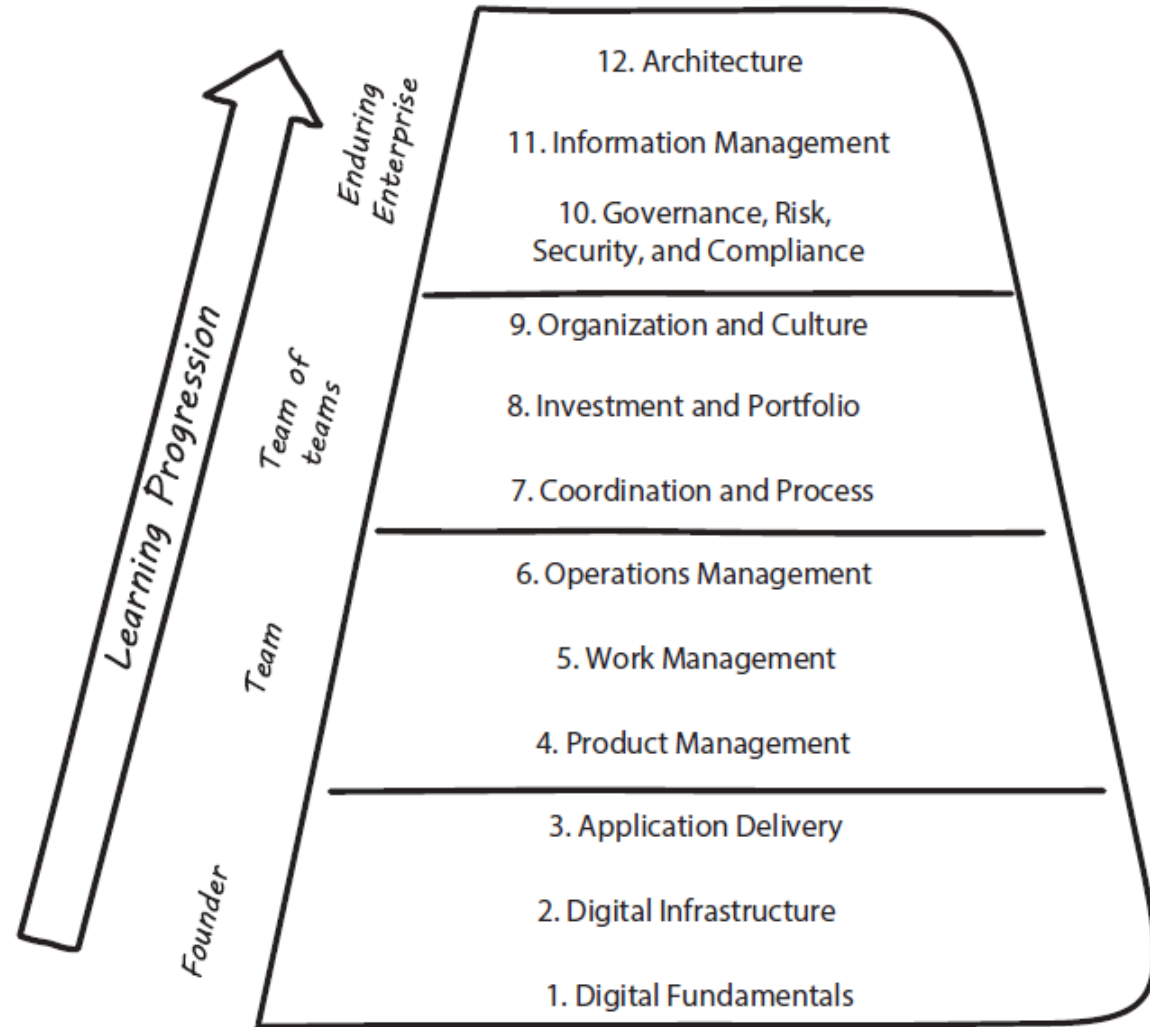 12. Architecture
11. Information Management
10. Governance, Risk,
Security, and Compliance
Enduring
Enterprise
9. Organization and Culture
8. Investment and Portfolio
7. Coordination and Process
Team of
teams
6. Operations Management
5. Work Management
4. Product Management
Team
3. Application Delivery
2. Digital Infrastructure
1. Digital Fundamentals
Founder
Learning Progression